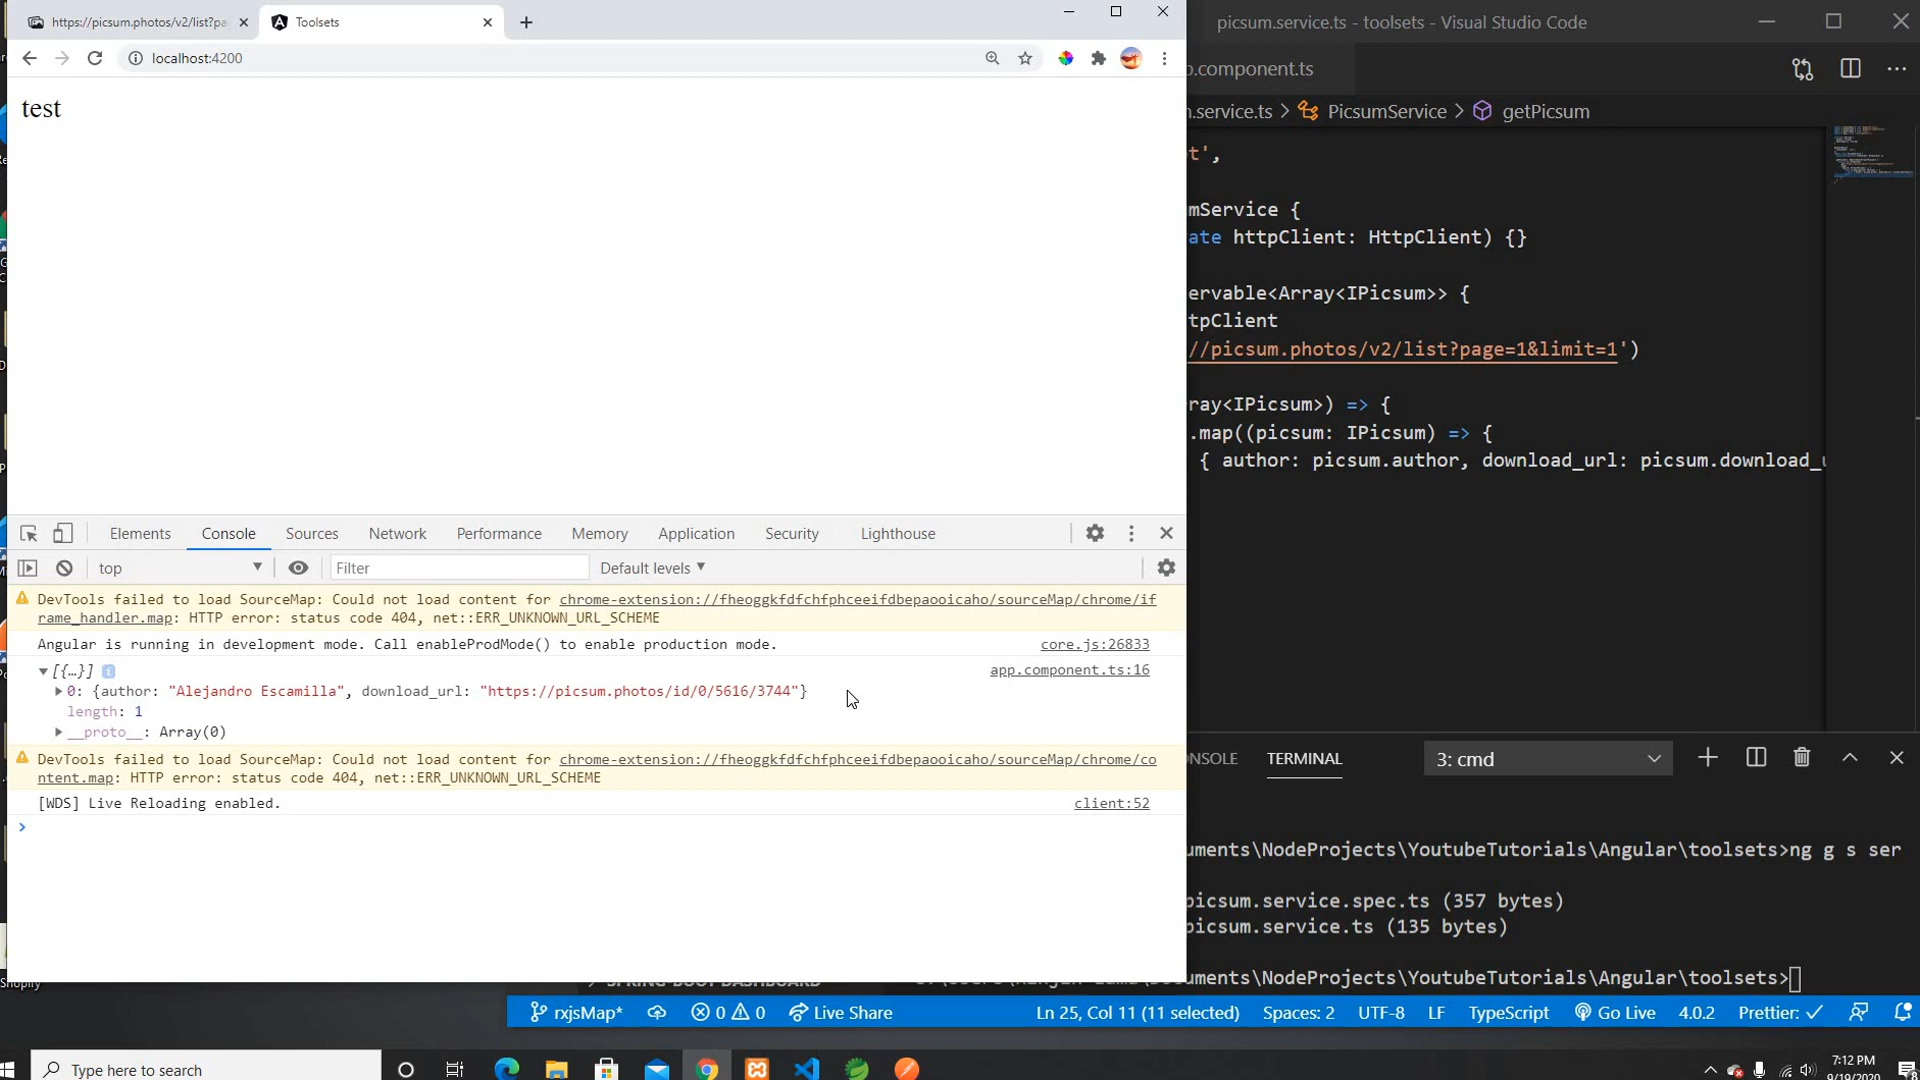 https://picsum.photos/v2/list?pa
Toolsets
picsum.service.ts - toolsets - Visual Studio Code
localhost:4200
.component.ts
test
.service.ts > PicsumService > getPicsum
t',
mService {
ate httpClient: HttpClient) {}
ervable<Array<IPicsum>> {
tpClient
//picsum.photos/v2/list?page=1&limit=1')
ray<IPicsum>) => {
.map((picsum: IPicsum) => {
{ author: picsum.author, download_url: picsum.download_u
Elements Console Sources Network Performance Memory Application Security Lighthouse
top Filter Default levels
DevTools failed to load SourceMap: Could not load content for chrome-extension://fheoggkfdfchfphceeifdbepaooicaho/sourceMap/chrome/if
rame_handler.map: HTTP error: status code 404, net::ERR_UNKNOWN_URL_SCHEME
Angular is running in development mode. Call enableProdMode() to enable production mode. core.js:26833
[{…}] app.component.ts:16
0: {author: "Alejandro Escamilla", download_url: "https://picsum.photos/id/0/5616/3744"}
length: 1
__proto__: Array(0)
DevTools failed to load SourceMap: Could not load content for chrome-extension://fheoggkfdfchfphceeifdbepaooicaho/sourceMap/chrome/co
ntent.map: HTTP error: status code 404, net::ERR_UNKNOWN_URL_SCHEME
[WDS] Live Reloading enabled. client:52
>
NSOLE TERMINAL 3: cmd
uments\NodeProjects\YoutubeTutorials\Angular\toolsets>ng g s ser
picsum.service.spec.ts (357 bytes)
picsum.service.ts (135 bytes)
ocuments\NodeProjects\YoutubeTutorials\Angular\toolsets>
Shopify
rxjsMap* 0 0 Live Share Ln 25, Col 11 (11 selected) Spaces: 2 UTF-8 LF TypeScript Go Live 4.0.2 Prettier: ✓
Type here to search
7:12 PM
9/19/2020